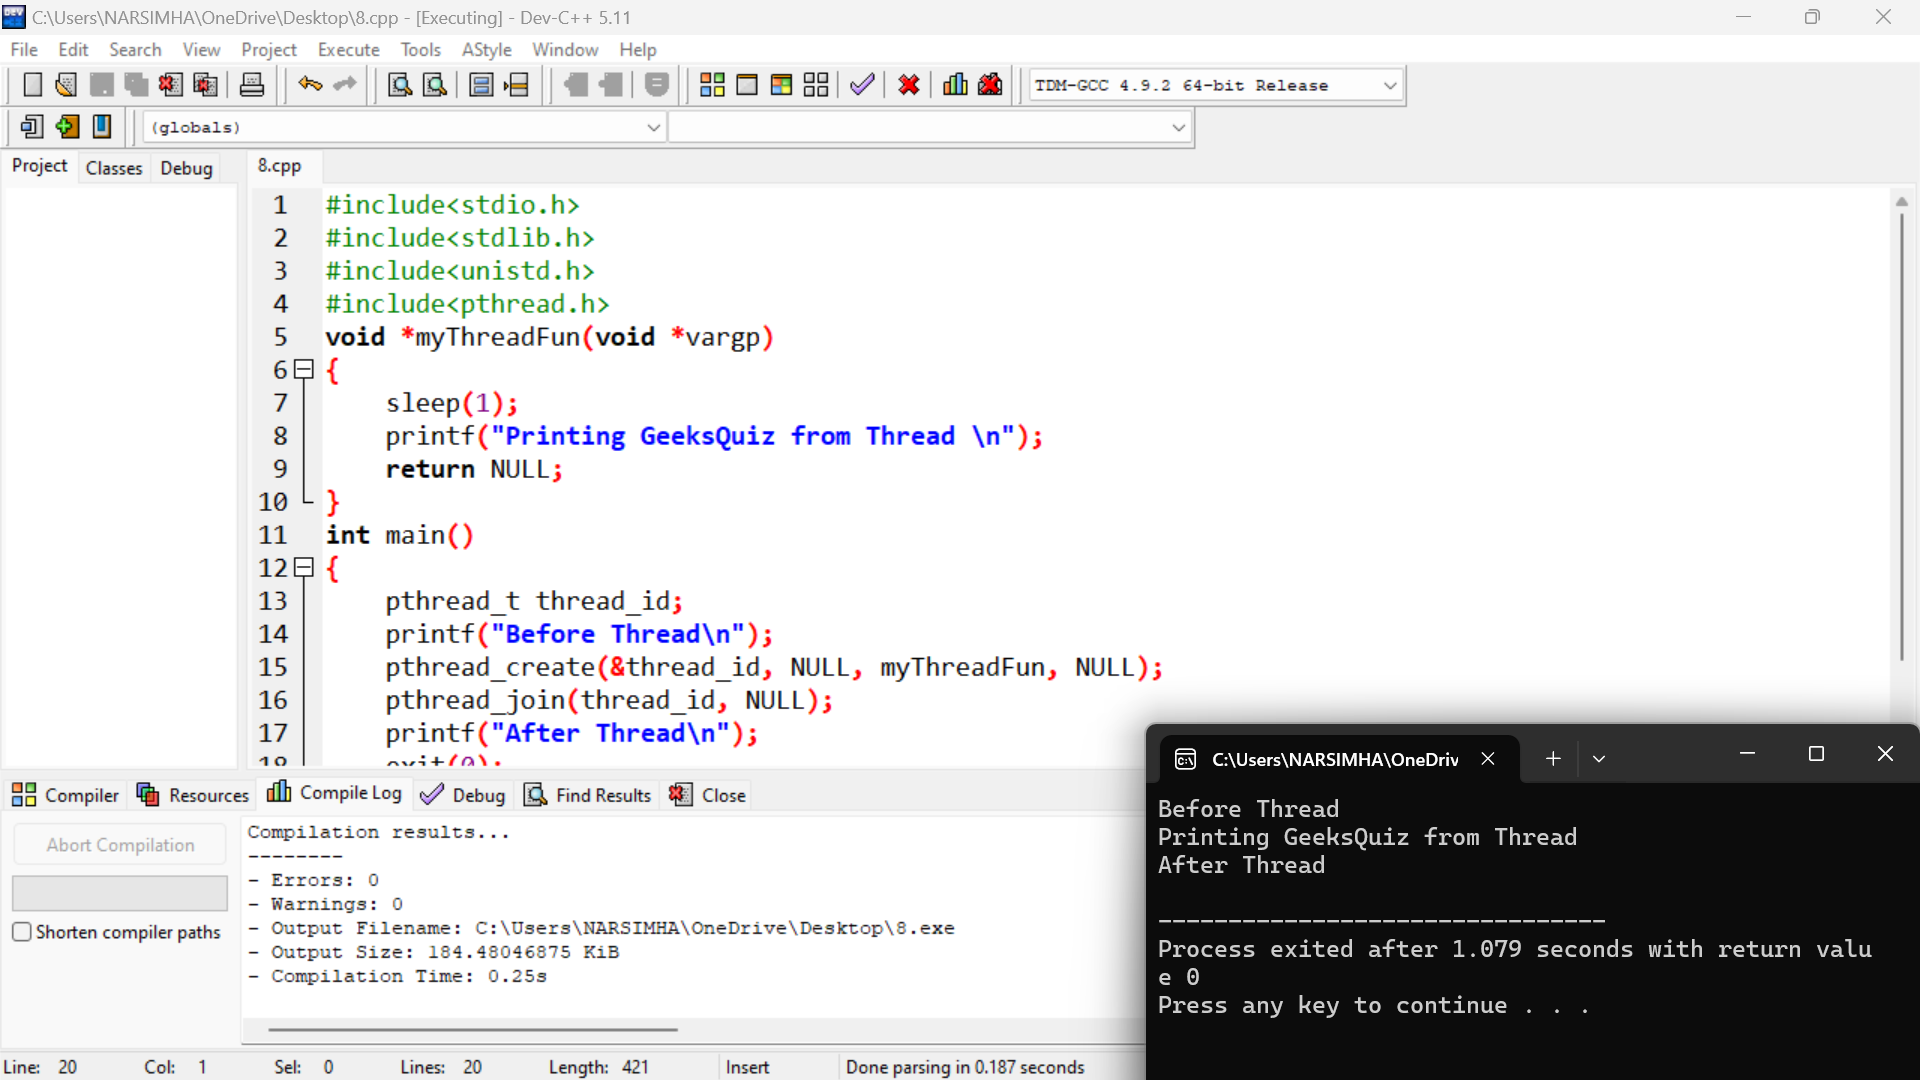 C:\Users\NARSIMHA\OneDrive\Desktop\8.cpp - [Executing] - Dev-C++ 5.11
File Edit Search View Project Execute Tools AStyle Window Help
TDM-GCC 4.9.2 64-bit Release
(globals)
Project Classes Debug
8.cpp
1 #include<stdio.h>
2 #include<stdlib.h>
3 #include<unistd.h>
4 #include<pthread.h>
5 void *myThreadFun(void *vargp)
6 {
7 sleep(1);
8 printf("Printing GeeksQuiz from Thread \n");
9 return NULL;
10 }
11 int main()
12 {
13 pthread_t thread_id;
14 printf("Before Thread\n");
15 pthread_create(&thread_id, NULL, myThreadFun, NULL);
16 pthread_join(thread_id, NULL);
17 printf("After Thread\n");
18 exit(0);
Compiler Resources Compile Log Debug Find Results Close
Abort Compilation
Shorten compiler paths
Compilation results...
--------
- Errors: 0
- Warnings: 0
- Output Filename: C:\Users\NARSIMHA\OneDrive\Desktop\8.exe
- Output Size: 184.48046875 KiB
- Compilation Time: 0.25s
C:\Users\NARSIMHA\OneDriv
Before Thread
Printing GeeksQuiz from Thread
After Thread
--------------------------------
Process exited after 1.079 seconds with return valu
e 0
Press any key to continue . . .
Line: 20 Col: 1 Sel: 0 Lines: 20 Length: 421 Insert Done parsing in 0.187 seconds